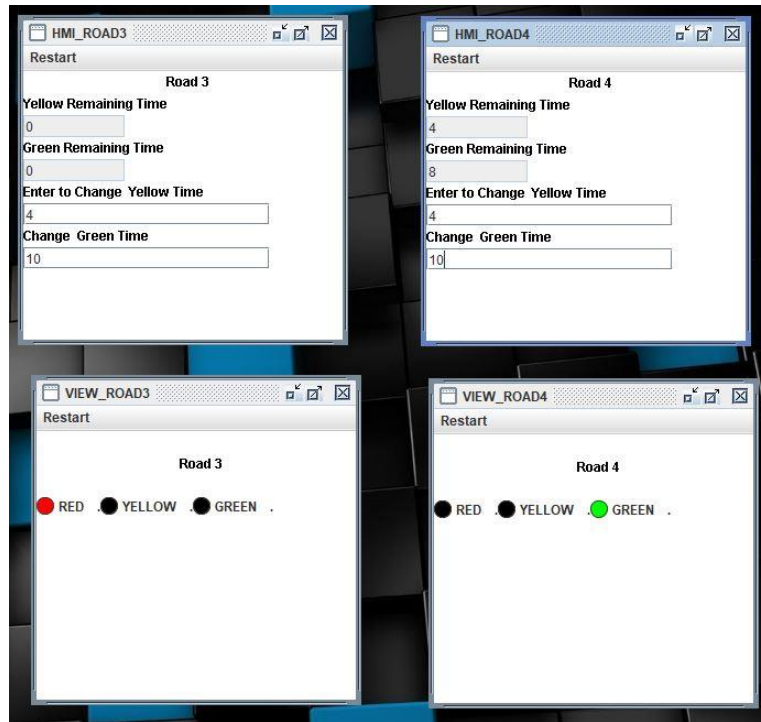 HMI_ROAD3
Restart
Road 3
Yellow Remaining Time
0
Green Remaining Time
0
Enter to Change Yellow Time
4
Change Green Time
10
HMI_ROAD4
Restart
Road 4
Yellow Remaining Time
4
Green Remaining Time
8
Enter to Change Yellow Time
4
Change Green Time
10
VIEW_ROAD3
Restart
Road 3
RED . YELLOW . GREEN .
VIEW_ROAD4
Restart
Road 4
RED . YELLOW . GREEN .